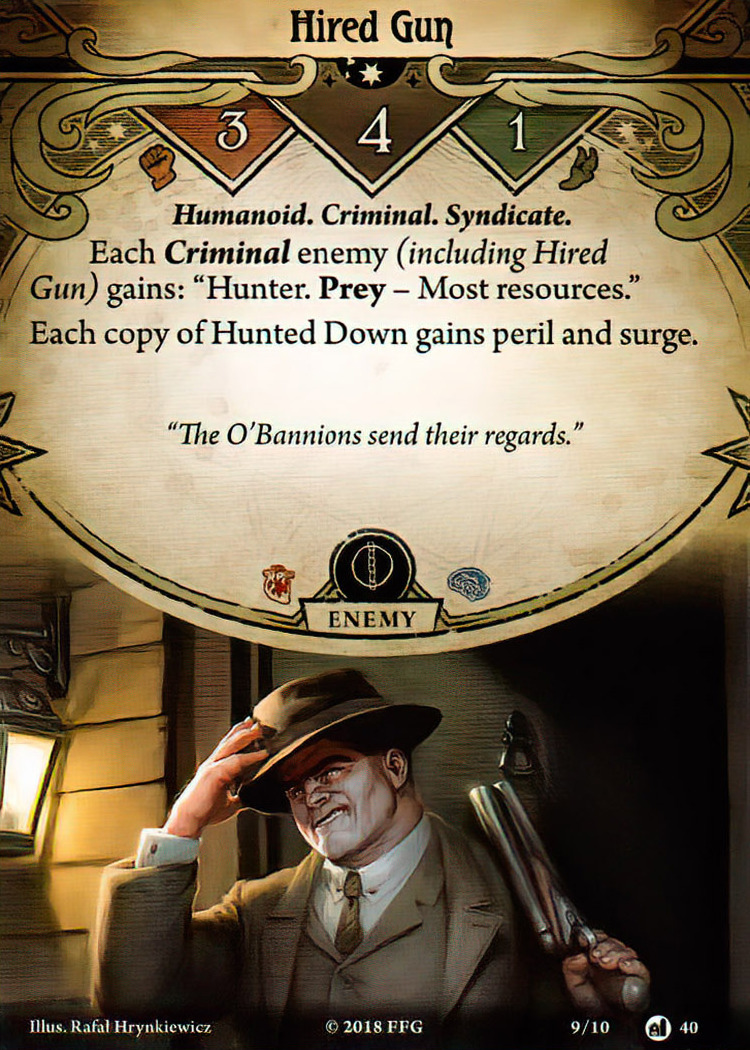 Hired Gun
3 4 1
Humanoid. Criminal. Syndicate.
Each Criminal enemy (including Hired
Gun) gains: “Hunter. Prey – Most resources.”
Each copy of Hunted Down gains peril and surge.
“The O’Bannions send their regards.”
ENEMY
Illus. Rafał Hrynkiewicz © 2018 FFG 9/10 40